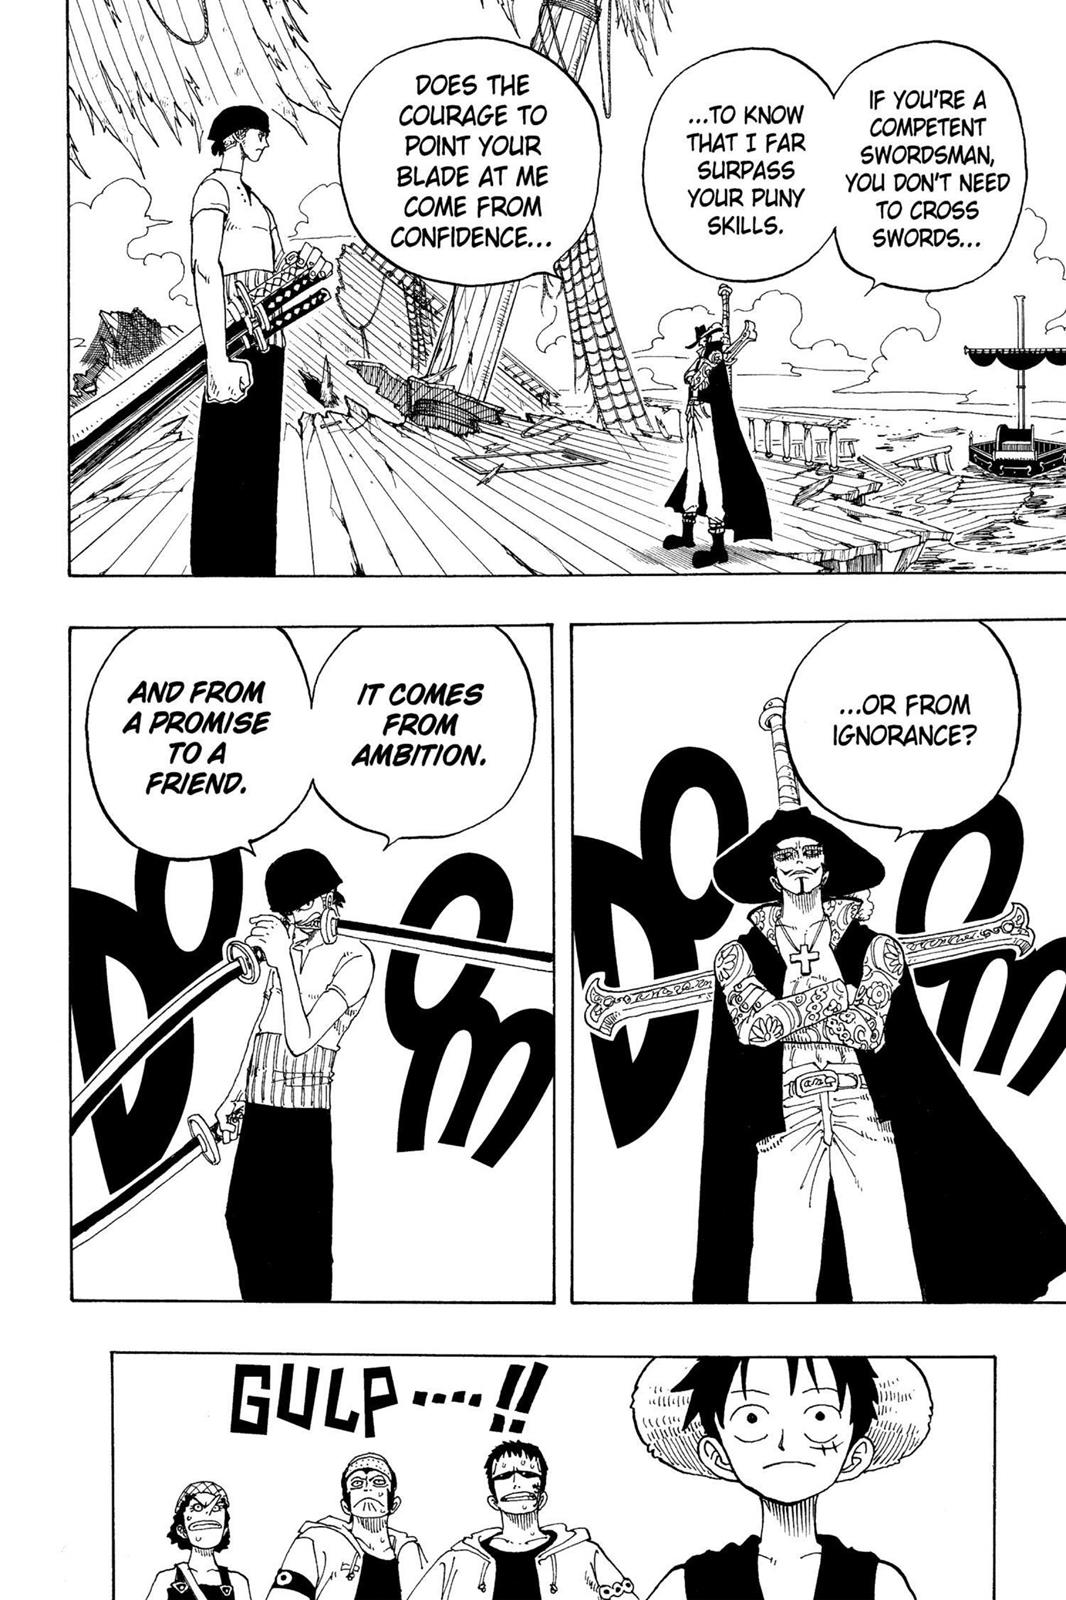 IF YOU'RE A
COMPETENT
SWORDSMAN,
YOU DON'T NEED
TO CROSS
SWORDS...
...TO KNOW
THAT I FAR
SURPASS
YOUR PUNY
SKILLS.
DOES THE
COURAGE TO
POINT YOUR
BLADE AT ME
COME FROM
CONFIDENCE...
...OR FROM
IGNORANCE?
DOOM
IT COMES
FROM
AMBITION.
AND FROM
A PROMISE
TO A
FRIEND.
DOOM
GULP....!!